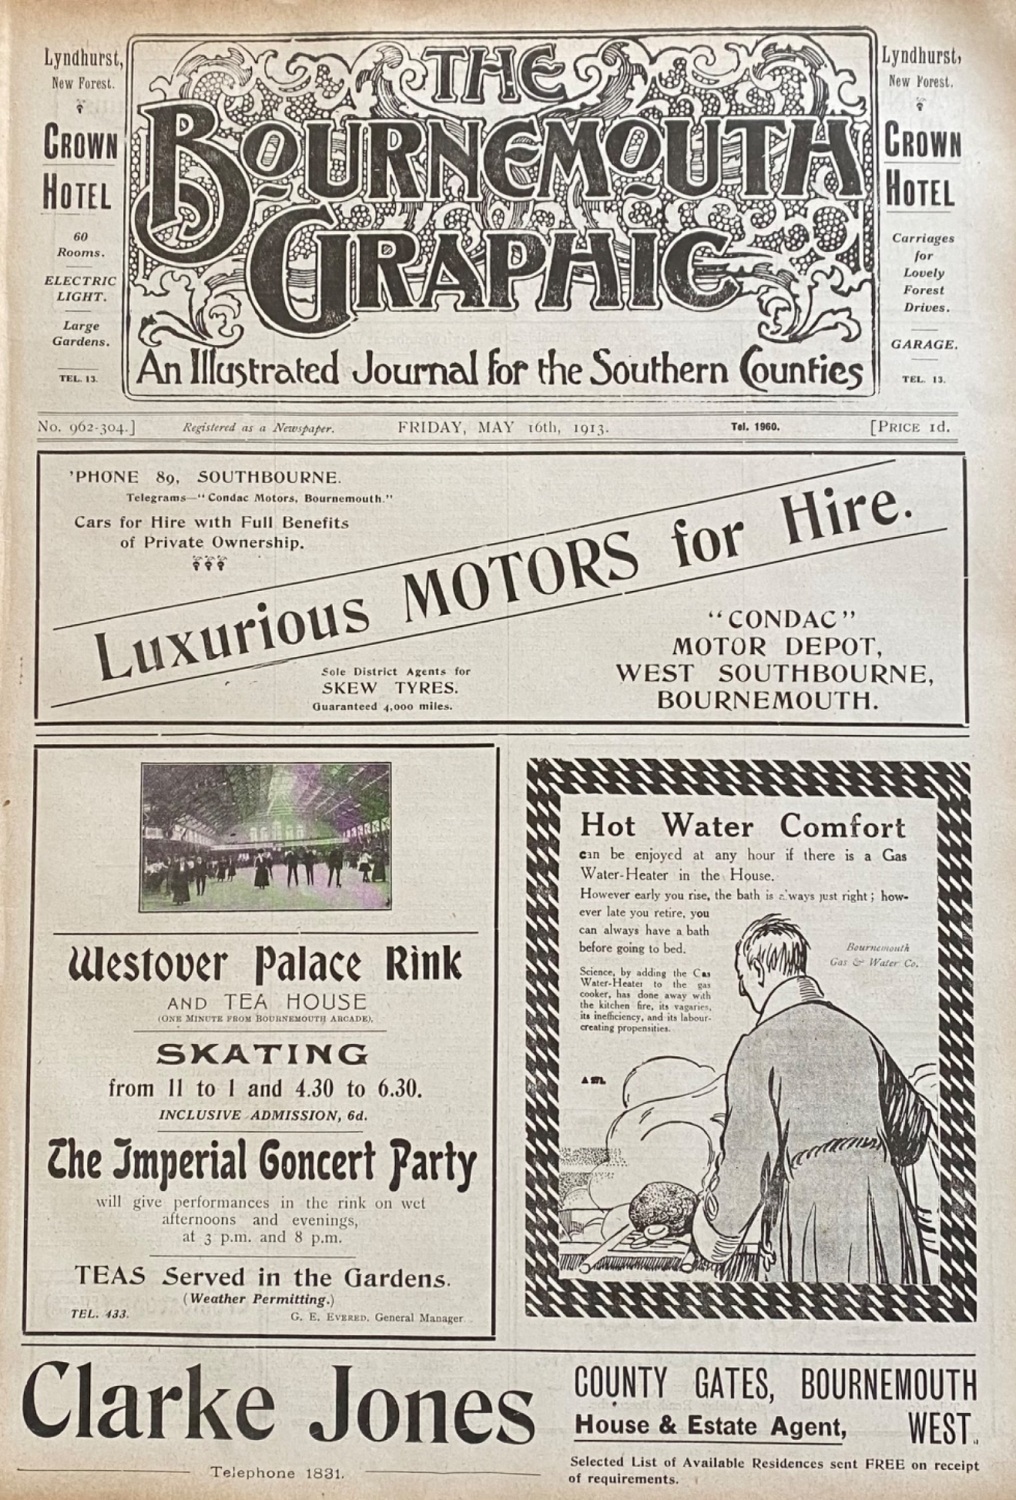 Lyndhurst,
New Forest.
CROWN
HOTEL
60
Rooms.
ELECTRIC
LIGHT.
Large
Gardens.
TEL. 13.
THE
BOURNEMOUTH
GRAPHIC
An Illustrated Journal for the Southern Counties
Lyndhurst,
New Forest.
CROWN
HOTEL
Carriages
for
Lovely
Forest
Drives.
GARAGE.
TEL. 13.
No. 962-304.] Registered as a Newspaper. FRIDAY, MAY 16th, 1913. Tel. 1960. [PRICE 1d.
'PHONE 89, SOUTHBOURNE.
Telegrams—"Condac Motors, Bournemouth."
Cars for Hire with Full Benefits
of Private Ownership.
Luxurious MOTORS for Hire.
Sole District Agents for
SKEW TYRES.
Guaranteed 4,000 miles.
"CONDAC"
MOTOR DEPOT,
WEST SOUTHBOURNE,
BOURNEMOUTH.
Westover Palace Rink
AND TEA HOUSE
(ONE MINUTE FROM BOURNEMOUTH ARCADE).
SKATING
from 11 to 1 and 4.30 to 6.30.
INCLUSIVE ADMISSION, 6d.
The Imperial Concert Party
will give performances in the rink on wet
afternoons and evenings,
at 3 p.m. and 8 p.m.
TEAS Served in the Gardens.
(Weather Permitting.)
TEL. 433. G. E. EVERED, General Manager.
Hot Water Comfort
can be enjoyed at any hour if there is a Gas
Water-Heater in the House.
However early you rise, the bath is always just right; how-
ever late you retire, you
can always have a bath
before going to bed.
Bournemouth
Gas & Water Co.
Science, by adding the Gas
Water-Heater to the gas
cooker, has done away with
the kitchen fire, its vagaries,
its inefficiency, and its labour-
creating propensities.
Clarke Jones
Telephone 1831.
COUNTY GATES, BOURNEMOUTH
House & Estate Agent, WEST.
Selected List of Available Residences sent FREE on receipt
of requirements.